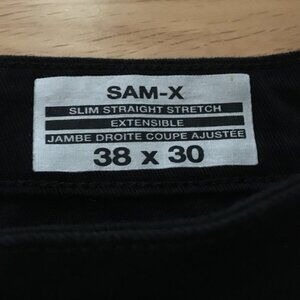 SAM-X
SLIM STRAIGHT STRETCH
EXTENSIBLE
JAMBE DROITE COUPE AJUSTÉE
38 x 30